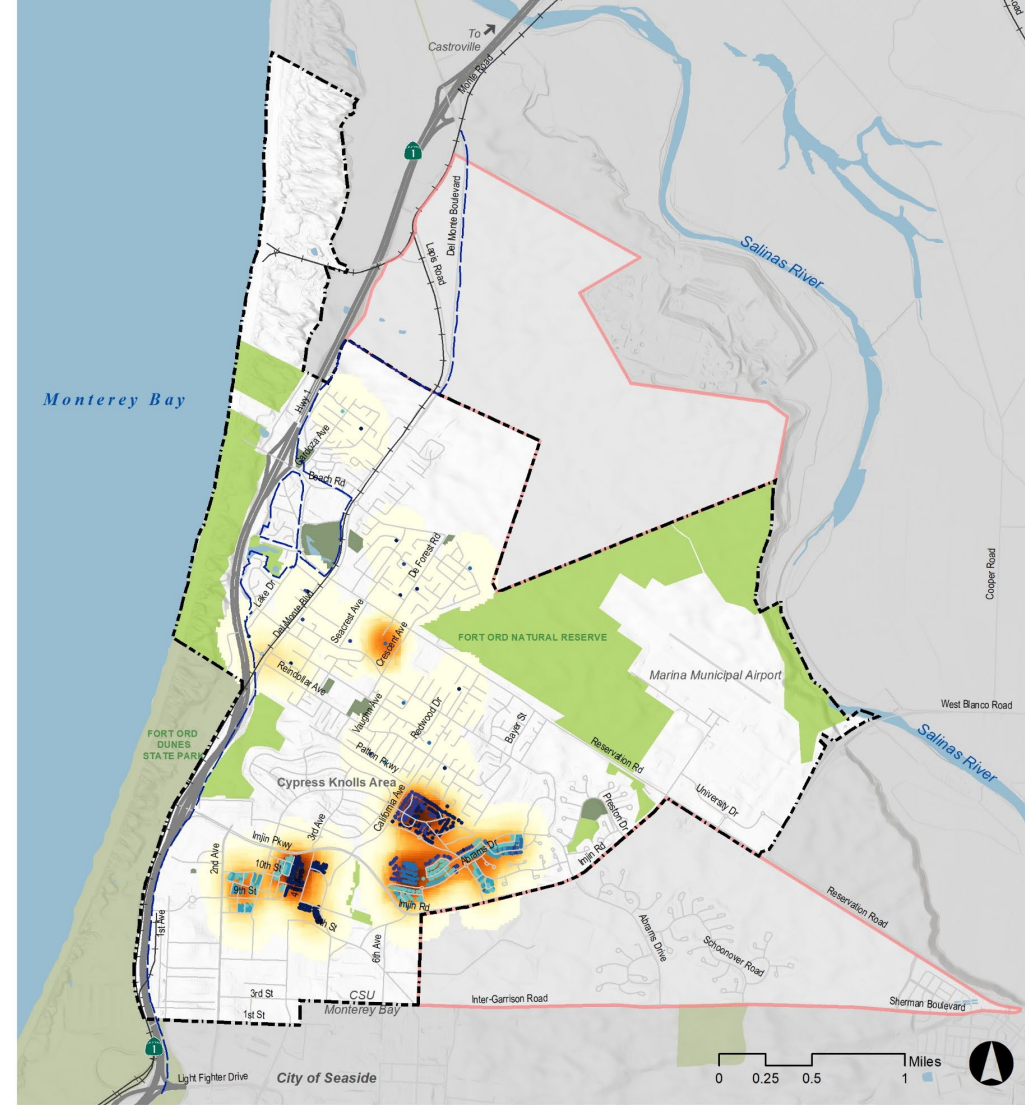 To
Castroville
Monte Road
1
Del Monte Boulevard
Lapis Road
Salinas River
Monterey Bay
Hwy 1
Cardoza Ave
Beach Rd
De Forest Rd
Cooper Road
Lake Dr
Del Monte Blvd
Seacrest Ave
Crescent Ave
FORT ORD NATURAL RESERVE
Reindollar Ave
Marina Municipal Airport
Vaughn Ave
Redwood Dr
Bayer St
West Blanco Road
FORT ORD
DUNES
STATE PARK
Patton Pkwy
Reservation Rd
Salinas River
Cypress Knolls Area
California Ave
3rd Ave
Preston Dr
University Dr
Imjin Pkwy
2nd Ave
10th St
Abrams Dr
Imjin Rd
9th St
Imjin Rd
Reservation Road
1st Ave
6th Ave
Abrams Drive
Schoonover Road
3rd St
CSU
Monterey Bay
Inter-Garrison Road
Sherman Boulevard
1st St
1
Light Fighter Drive
City of Seaside
Miles
0 0.25 0.5 1